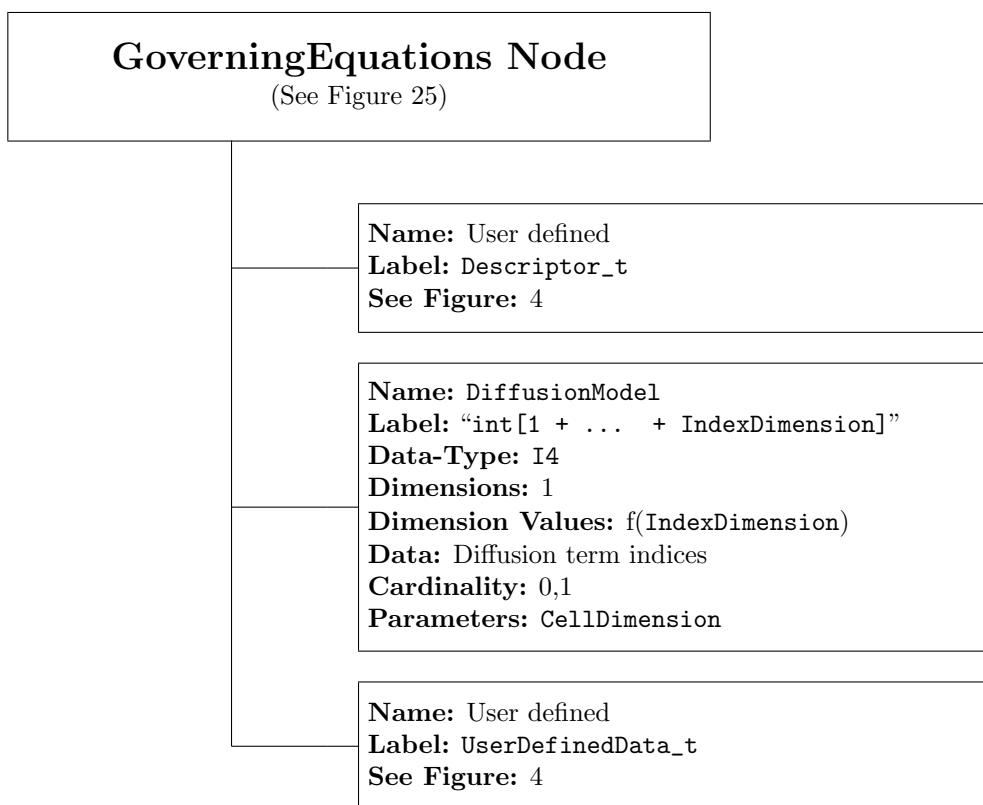 GoverningEquations Node
(See Figure 25)
Name: User defined
Label: Descriptor_t
See Figure: 4
Name: DiffusionModel
Label: “int[1 + ... + IndexDimension]”
Data-Type: I4
Dimensions: 1
Dimension Values: f(IndexDimension)
Data: Diffusion term indices
Cardinality: 0,1
Parameters: CellDimension
Name: User defined
Label: UserDefinedData_t
See Figure: 4